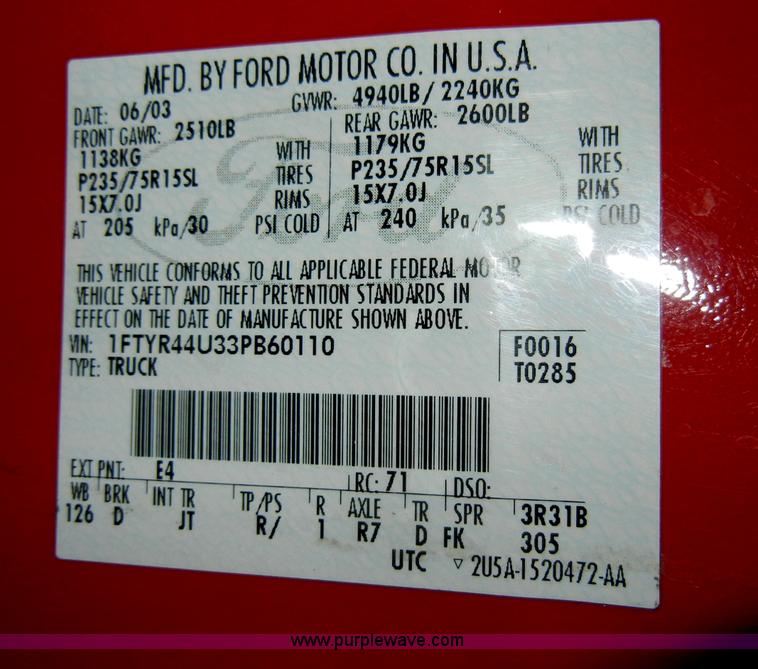 MFD. BY FORD MOTOR CO. IN U.S.A.
DATE: 06/03 GVWR: 4940LB/ 2240KG
FRONT GAWR: 2510LB REAR GAWR: 2600LB
1138KG WITH 1179KG WITH
P235/75R15SL TIRES P235/75R15SL TIRES
15X7.0J RIMS 15X7.0J RIMS
AT 205 kPa/30 PSI COLD AT 240 kPa/35 PSI COLD
Ford
THIS VEHICLE CONFORMS TO ALL APPLICABLE FEDERAL MOTOR
VEHICLE SAFETY AND THEFT PREVENTION STANDARDS IN
EFFECT ON THE DATE OF MANUFACTURE SHOWN ABOVE.
VIN: 1FTYR44U33PB60110 F0016
TYPE: TRUCK T0285
EXT PNT: E4 RC: 71 DSO:
WB BRK INT TR TP/PS R AXLE TR SPR 3R31B
126 D JT R/ 1 R7 D FK 305
UTC ▽ 2U5A-1520472-AA
www.purplewave.com